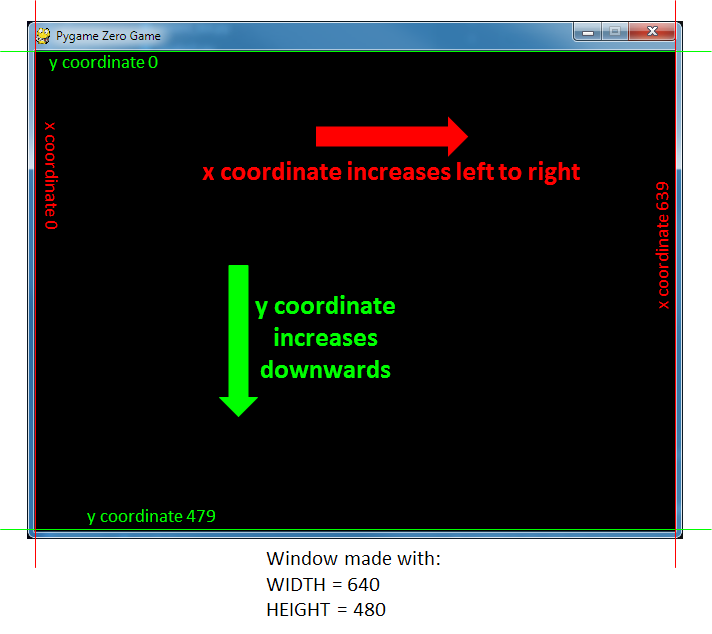 Pygame Zero Game
y coordinate 0
x coordinate 0
x coordinate increases left to right
x coordinate 639
y coordinate
increases
downwards
y coordinate 479
Window made with:
WIDTH = 640
HEIGHT = 480